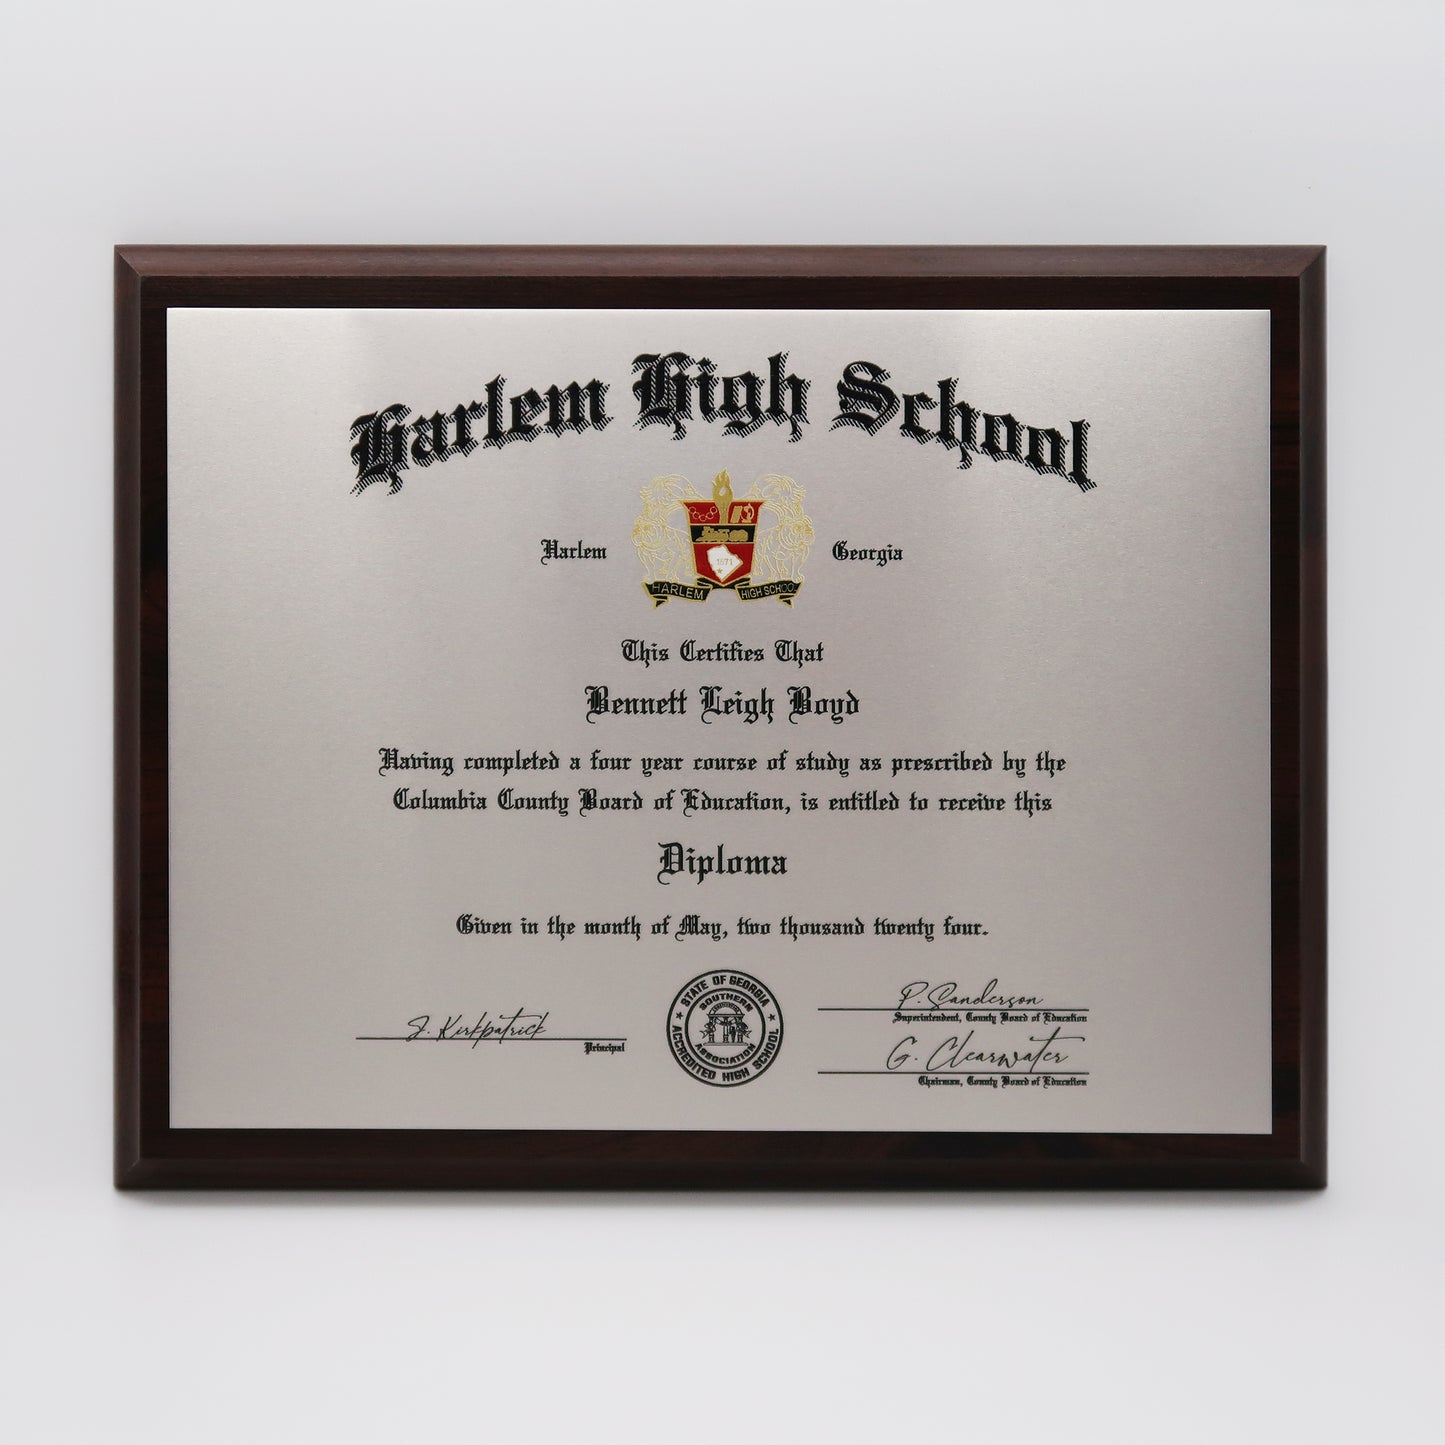 Harlem High School
Harlem
Georgia
1871
HARLEM HIGH SCHOOL
This Certifies That
Bennett Leigh Boyd
Having completed a four year course of study as prescribed by the
Columbia County Board of Education, is entitled to receive this
Diploma
Given in the month of May, two thousand twenty four.
J. Kirkpatrick
Principal
STATE OF GEORGIA
SOUTHERN
ASSOCIATION
ACCREDITED HIGH SCHOOL
P. Sanderson
Superintendent, County Board of Education
G. Clearwater
Chairman, County Board of Education